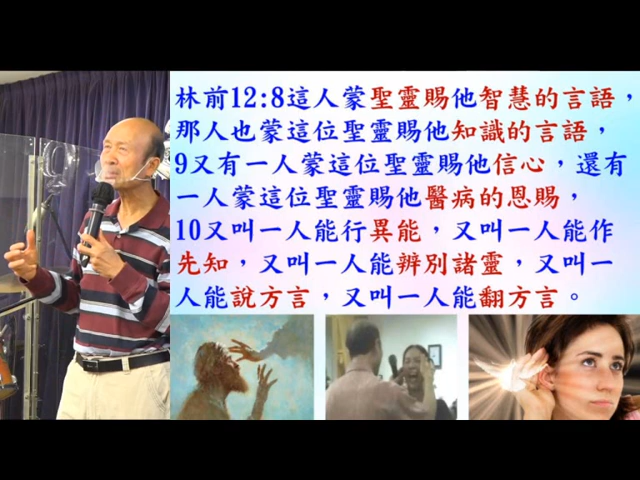 林前12:8這人蒙聖靈賜他智慧的言語，
那人也蒙這位聖靈賜他知識的言語，
9又有一人蒙這位聖靈賜他信心，還有
一人蒙這位聖靈賜他醫病的恩賜，
10又叫一人能行異能，又叫一人能作
先知，又叫一人能辨別諸靈，又叫一
人能說方言，又叫一人能翻方言。